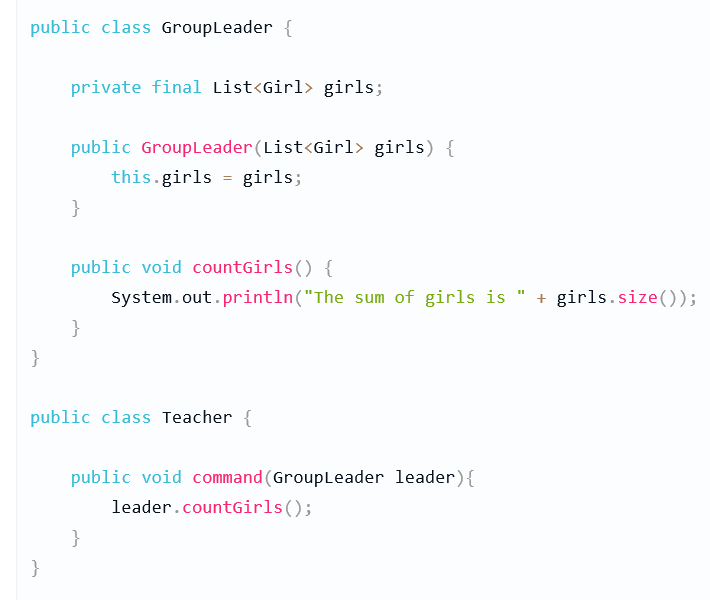 public class GroupLeader {
private final List<Girl> girls;
public GroupLeader(List<Girl> girls) {
this.girls = girls;
}
public void countGirls() {
System.out.println("The sum of girls is " + girls.size());
}
}
public class Teacher {
public void command(GroupLeader leader){
leader.countGirls();
}
}